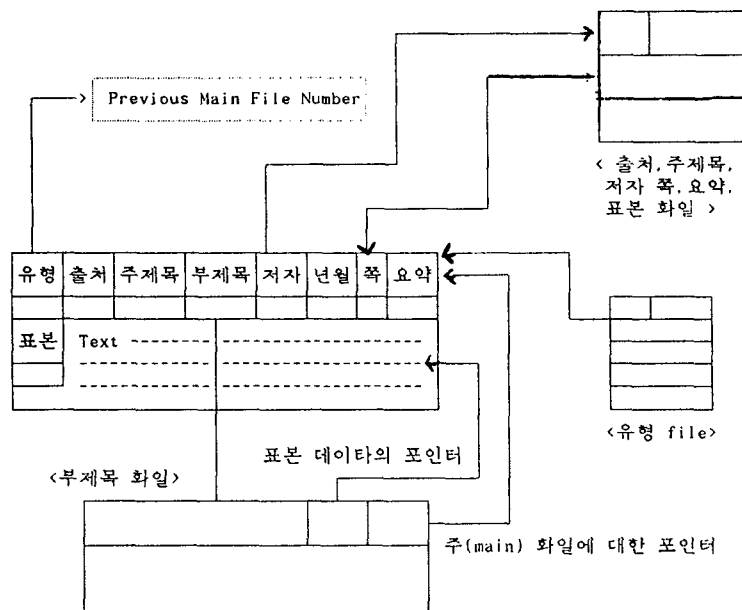 Previous Main File Number
< 출처, 주제목,
저자 쪽, 요약,
표본 화일 >
유형 출처 주제목 부제목 저자 년월 쪽 요약
표본 Text
<유형 file>
표본 데이타의 포인터
<부제목 화일>
주(main) 화일에 대한 포인터